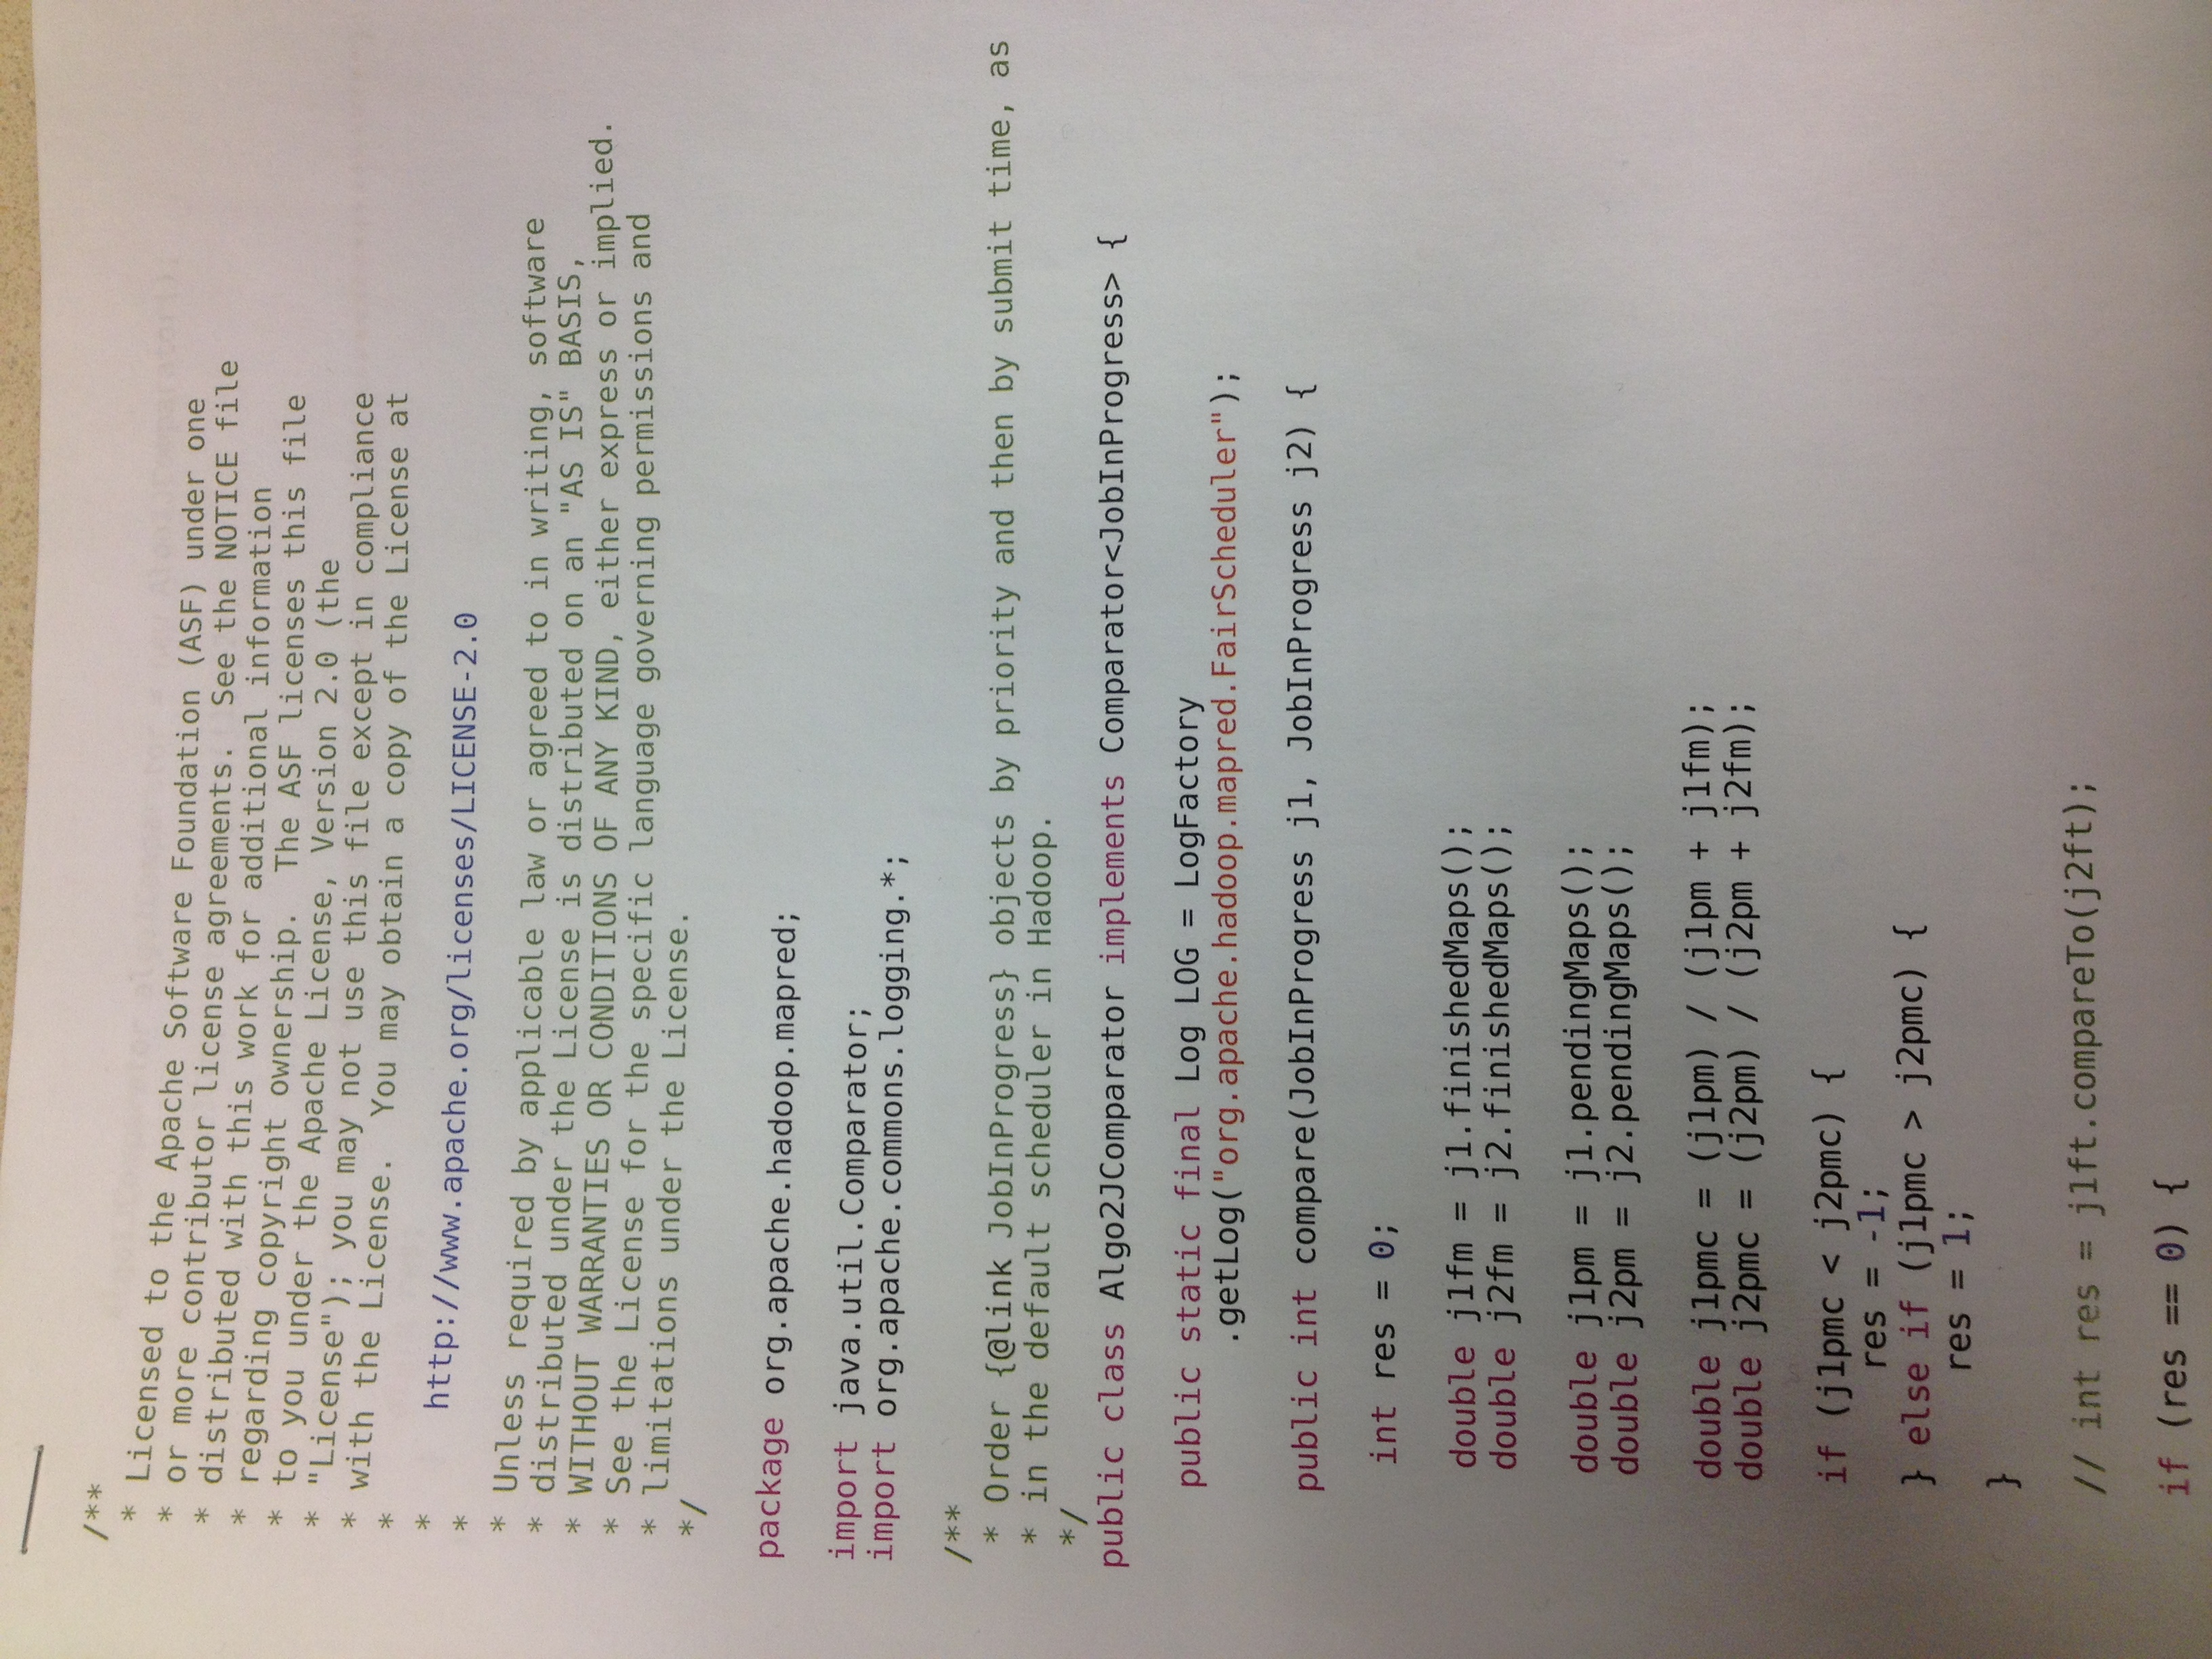 /**
 * Licensed to the Apache Software Foundation (ASF) under one
 * or more contributor license agreements.  See the NOTICE file
 * distributed with this work for additional information
 * regarding copyright ownership.  The ASF licenses this file
 * to you under the Apache License, Version 2.0 (the
 * "License"); you may not use this file except in compliance
 * with the License.  You may obtain a copy of the License at
 *
 *     http://www.apache.org/licenses/LICENSE-2.0
 *
 * Unless required by applicable law or agreed to in writing, software
 * distributed under the License is distributed on an "AS IS" BASIS,
 * WITHOUT WARRANTIES OR CONDITIONS OF ANY KIND, either express or implied.
 * See the License for the specific language governing permissions and
 * limitations under the License.
 */
package org.apache.hadoop.mapred;
import java.util.Comparator;
import org.apache.commons.logging.*;
/**
 * Order {@link JobInProgress} objects by priority and then by submit time, as
 * in the default scheduler in Hadoop.
 */
public class Algo2JComparator implements Comparator<JobInProgress> {
    public static final Log LOG = LogFactory
            .getLog("org.apache.hadoop.mapred.FairScheduler");
    public int compare(JobInProgress j1, JobInProgress j2) {
     int res = 0;
     double j1fm = j1.finishedMaps();
     double j2fm = j2.finishedMaps();
     double j1pm = j1.pendingMaps();
     double j2pm = j2.pendingMaps();
     double j1pmc = (j1pm) / (j1pm + j1fm);
     double j2pmc = (j2pm) / (j2pm + j2fm);
     if (j1pmc < j2pmc) {
          res = -1;
     } else if (j1pmc > j2pmc) {
          res = 1;
     }
     // int res = j1ft.compareTo(j2ft);
     if (res == 0) {